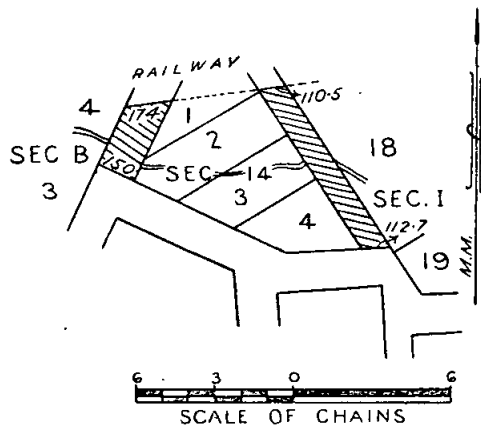 RAILWAY
4
174
1
110·5
2
SEC B
150
SEC 14
18
3
3
SEC. I
4
112·7
19
M.M.
6 3 0 6
SCALE OF CHAINS